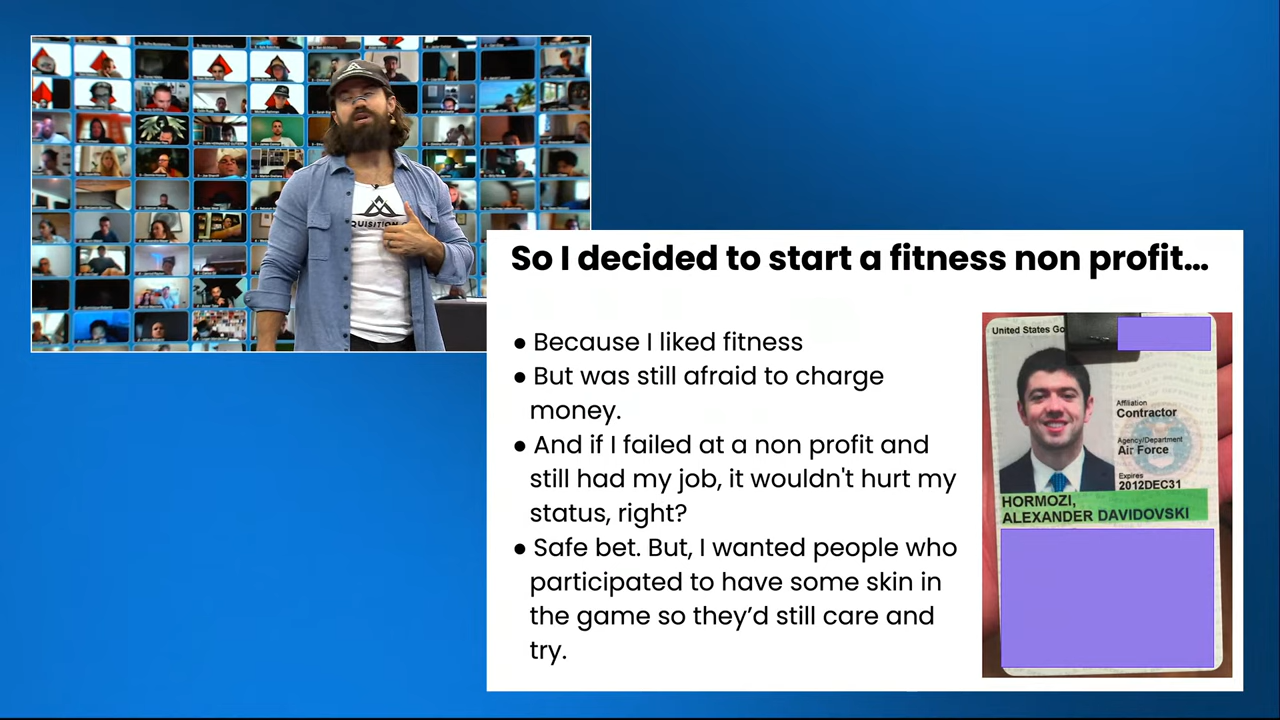 QUISITION
So I decided to start a fitness non profit...
● Because I liked fitness
● But was still afraid to charge
money.
● And if I failed at a non profit and
still had my job, it wouldn't hurt my
status, right?
● Safe bet. But, I wanted people who
participated to have some skin in
the game so they’d still care and
try.
United States Go
Affiliation
Contractor
Agency/Department
Air Force
Expires
2012DEC31
HORMOZI,
ALEXANDER DAVIDOVSKI